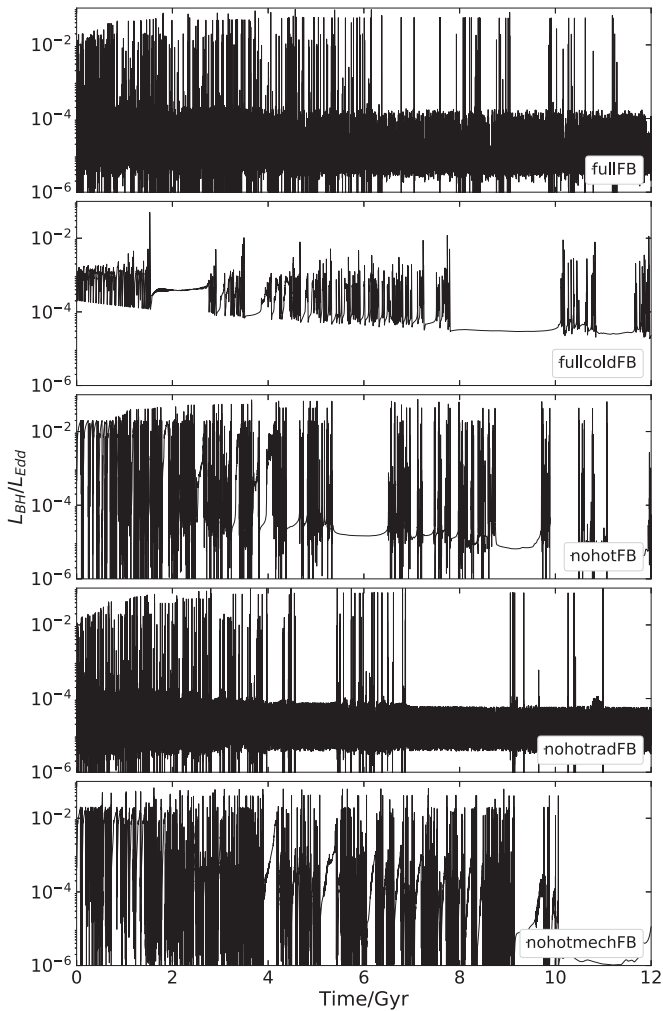 10⁻²
10⁻⁴
10⁻⁶
fullFB
10⁻²
10⁻⁴
10⁻⁶
fullcoldFB
10⁻²
10⁻⁴
10⁻⁶
nohotFB
L_BH/L_Edd
10⁻²
10⁻⁴
10⁻⁶
nohotradFB
10⁻²
10⁻⁴
10⁻⁶
nohotmechFB
0 2 4 6 8 10 12
Time/Gyr